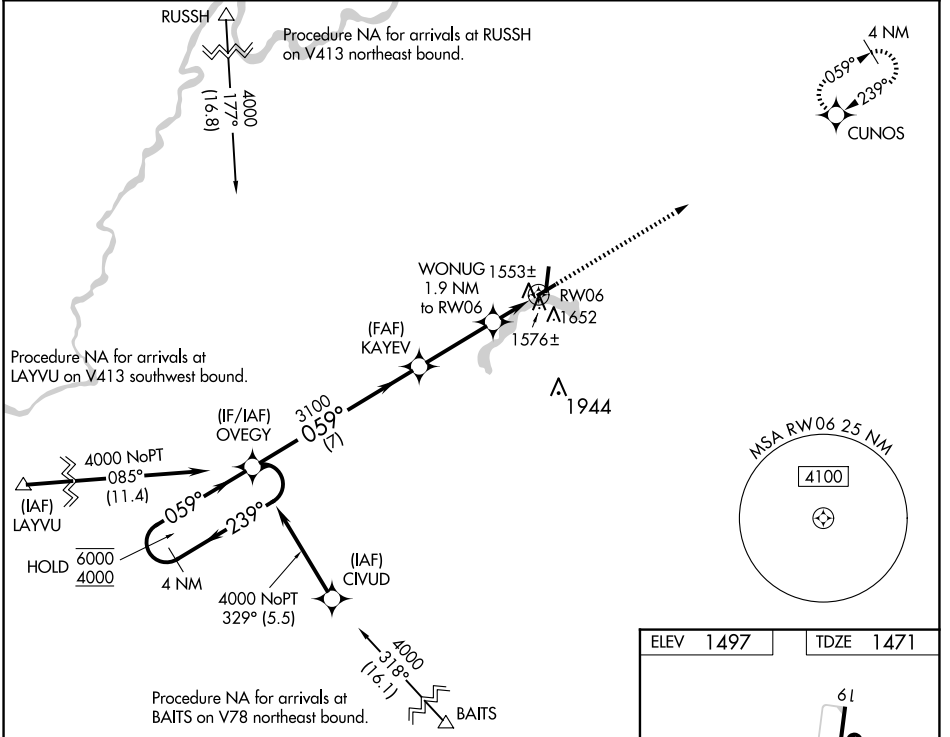 RUSSH
Procedure NA for arrivals at RUSSH
on V413 northeast bound.
4000
177°
(16.8)
4 NM
059°
239°
CUNOS
WONUG
1.9 NM
to RW06
1553±
RW06
1652
1576±
(FAF)
KAYEV
1944
Procedure NA for arrivals at
LAYVU on V413 southwest bound.
(IF/IAF)
OVEGY
3100
059°
(7)
4000 NoPT
085°
(11.4)
(IAF)
LAYVU
059°
239°
HOLD
6000
4000
4 NM
(IAF)
CIVUD
4000 NoPT
329° (5.5)
4000
318°
(16.1)
BAITS
Procedure NA for arrivals at
BAITS on V78 northeast bound.
MSA RW06 25 NM
4100
ELEV 1497
TDZE 1471
19